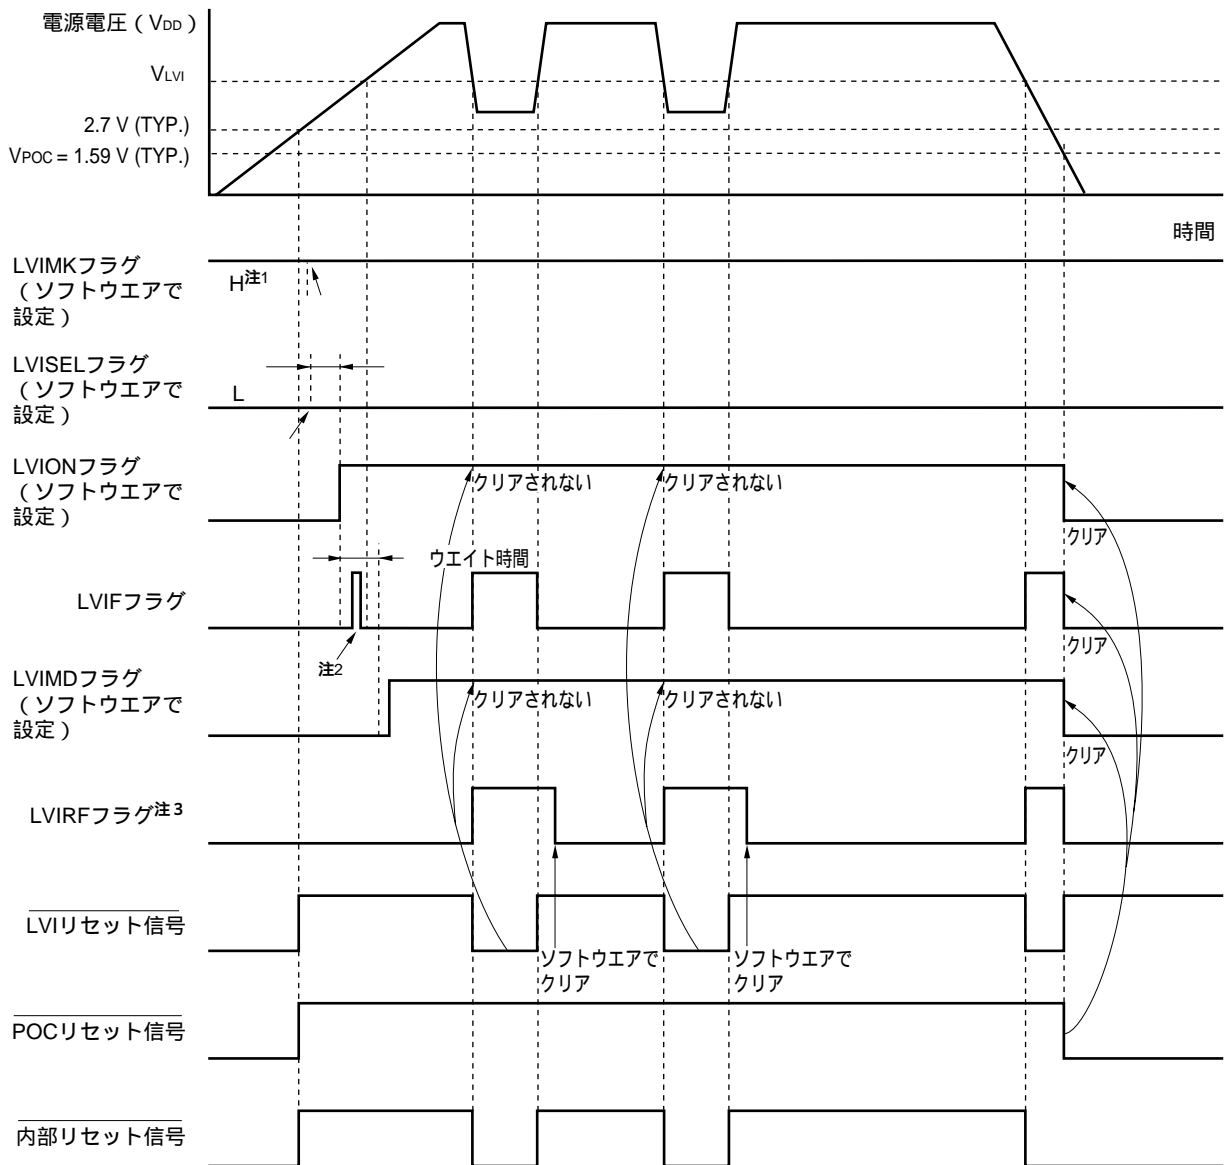 電源電圧（VDD）
VLVI
2.7 V (TYP.)
VPOC = 1.59 V (TYP.)
時間
LVIMKフラグ
（ソフトウエアで
設定）
H注1
LVISELフラグ
（ソフトウエアで
設定）
L
LVIONフラグ
（ソフトウエアで
設定）
クリアされない
クリアされない
クリア
ウエイト時間
LVIFフラグ
注2
クリア
LVIMDフラグ
（ソフトウエアで
設定）
クリアされない
クリアされない
クリア
LVIRFフラグ注3
LVIリセット信号
ソフトウエアで
クリア
ソフトウエアで
クリア
POCリセット信号
内部リセット信号